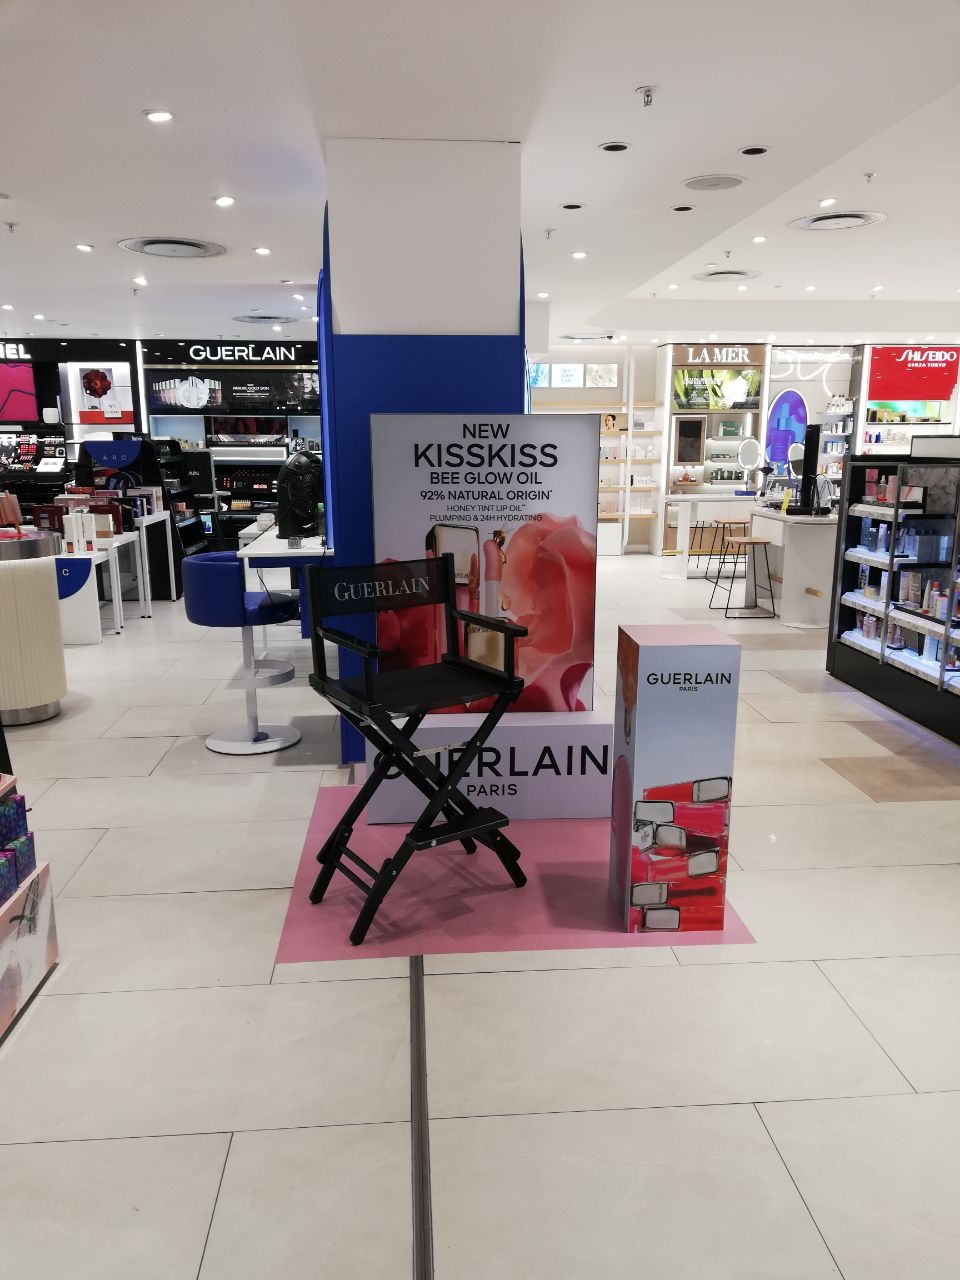 GUERLAIN
LA MER
SHISEIDO
GINZA TOKYO
ARC
NEW
KISSKISS
BEE GLOW OIL
92% NATURAL ORIGIN*
HONEY TINT LIP OIL**
PLUMPING & 24H HYDRATING
GUERLAIN
C
GUERLAIN
PARIS
GUERLAIN
PARIS